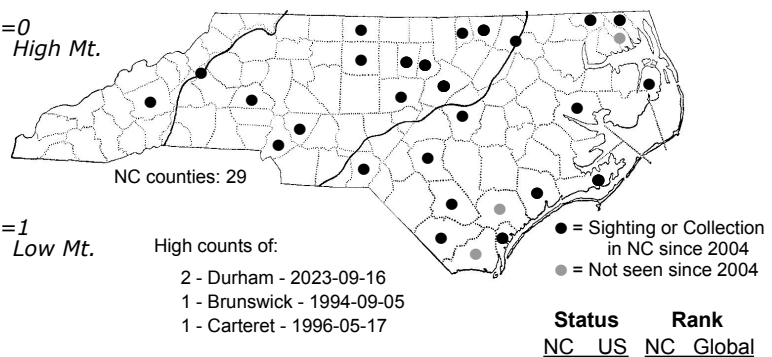 =0
High Mt.
NC counties: 29
=1
Low Mt.
High counts of:
2 - Durham - 2023-09-16
1 - Brunswick - 1994-09-05
1 - Carteret - 1996-05-17
= Sighting or Collection
in NC since 2004
= Not seen since 2004
Status Rank
NC US NC Global